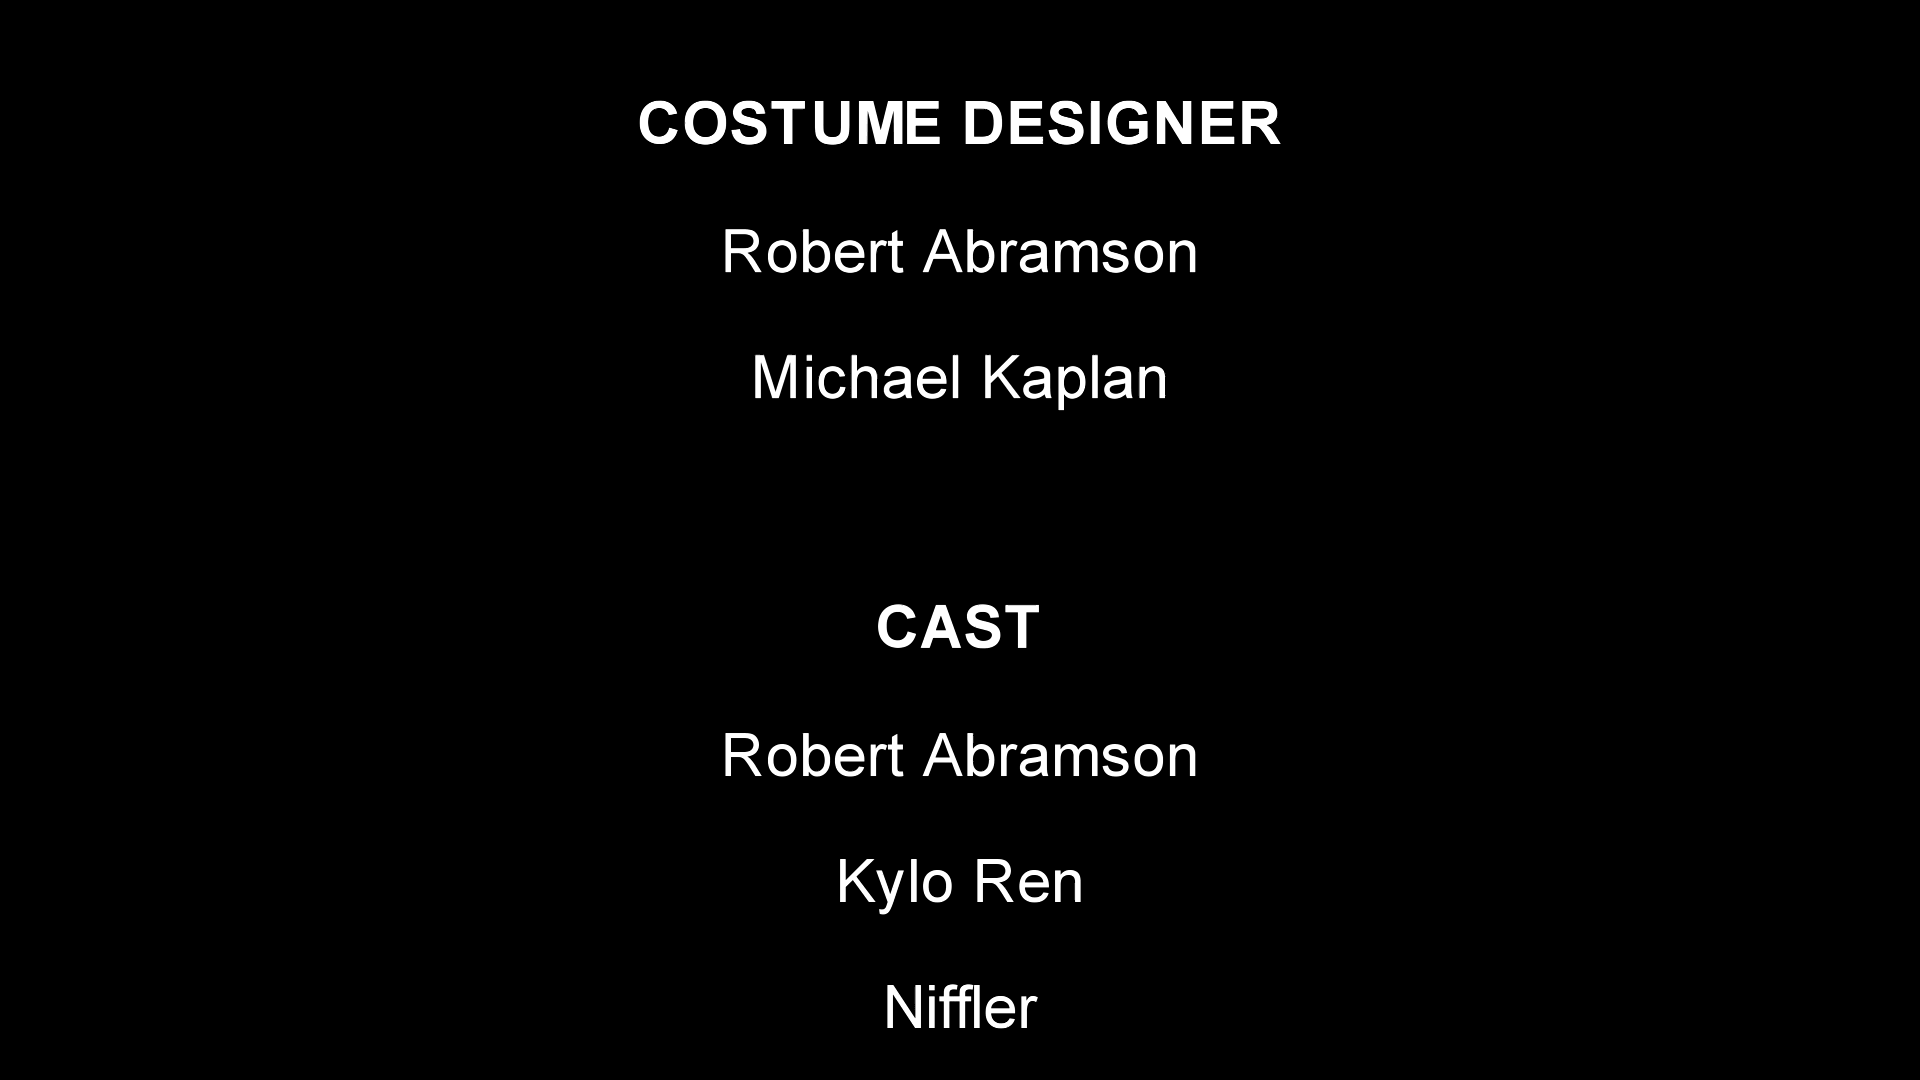 COSTUME DESIGNER
Robert Abramson
Michael Kaplan
CAST
Robert Abramson
Kylo Ren
Niffler